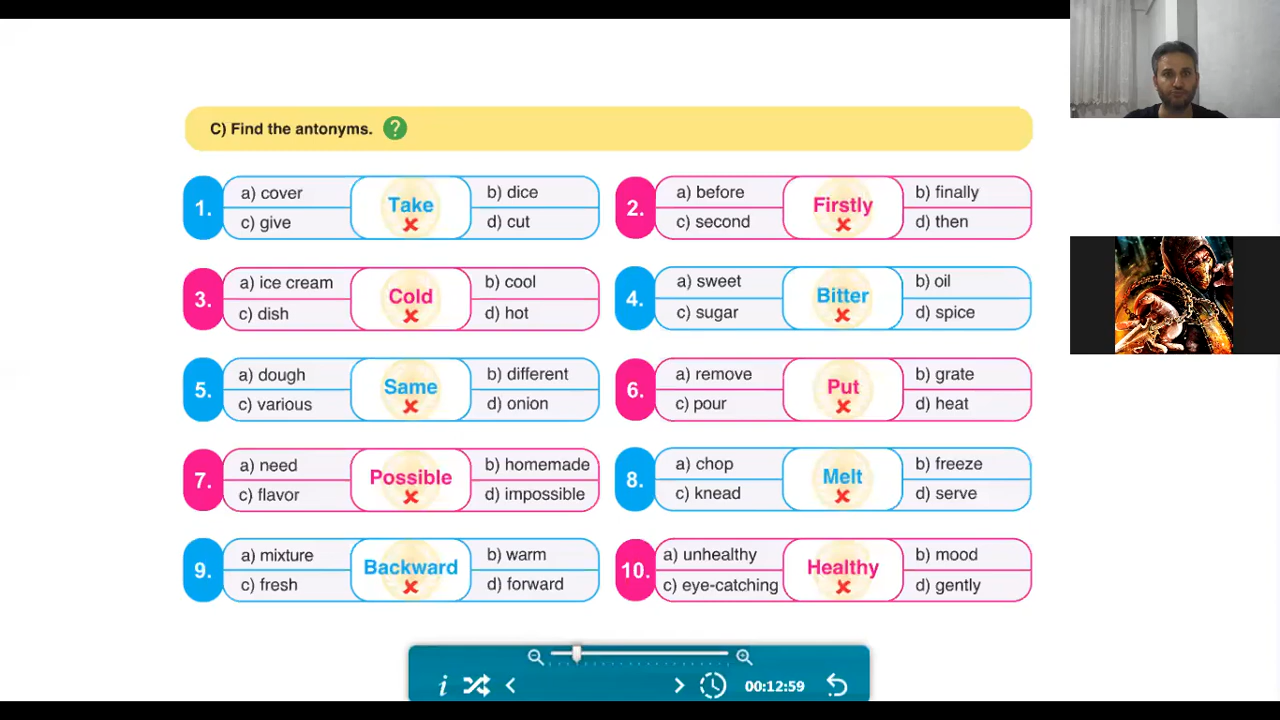 C) Find the antonyms. ?
1. a) cover Take b) dice
c) give d) cut
2. a) before Firstly b) finally
c) second d) then
3. a) ice cream Cold b) cool
c) dish d) hot
4. a) sweet Bitter b) oil
c) sugar d) spice
5. a) dough Same b) different
c) various d) onion
6. a) remove Put b) grate
c) pour d) heat
7. a) need Possible b) homemade
c) flavor d) impossible
8. a) chop Melt b) freeze
c) knead d) serve
9. a) mixture Backward b) warm
c) fresh d) forward
10. a) unhealthy Healthy b) mood
c) eye-catching d) gently
i 00:12:59